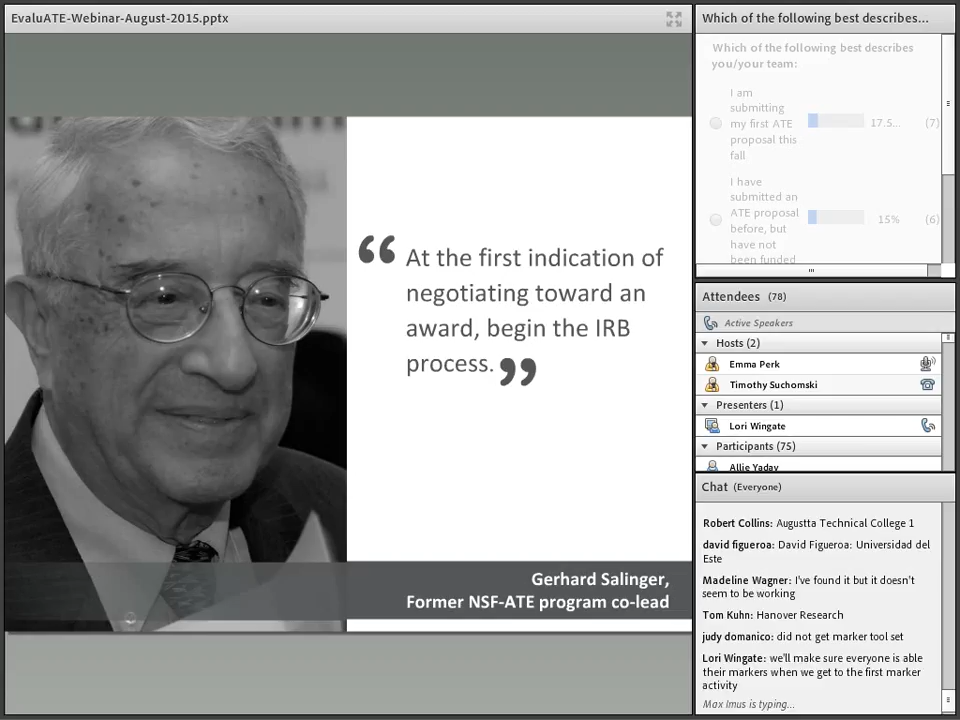 EvaluATE-Webinar-August-2015.pptx
“ At the first indication of
negotiating toward an
award, begin the IRB
process. ”
Gerhard Salinger,
Former NSF-ATE program co-lead
Which of the following best describes...
Which of the following best describes
you/your team:
I am
submitting
my first ATE
proposal this
fall
17.5... (7)
I have
submitted an
ATE proposal
before, but
have not
been funded
15% (6)
Attendees (78)
Active Speakers
Hosts (2)
Emma Perk
Timothy Suchomski
Presenters (1)
Lori Wingate
Participants (75)
Allie Yaday
Chat (Everyone)
Robert Collins: Augustta Technical College 1
david figueroa: David Figueroa: Universidad del
Este
Madeline Wagner: I've found it but it doesn't
seem to be working
Tom Kuhn: Hanover Research
judy domanico: did not get marker tool set
Lori Wingate: we'll make sure everyone is able
their markers when we get to the first marker
activity
Max Imus is typing...